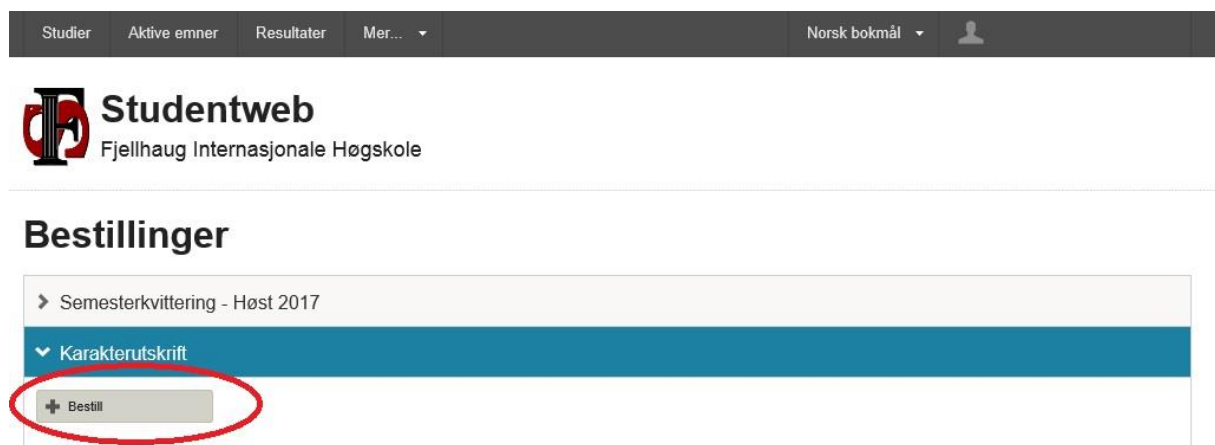 Studier Aktive emner Resultater Mer... Norsk bokmål
Studentweb
Fjellhaug Internasjonale Høgskole
Bestillinger
Semesterkvittering - Høst 2017
Karakterutskrift
Bestill